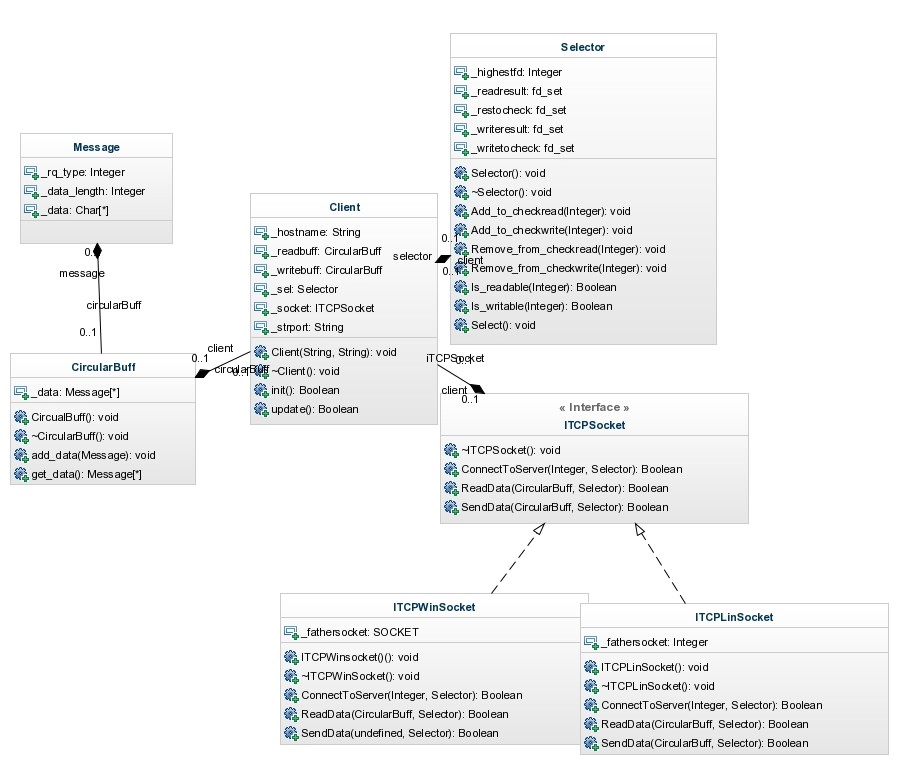 Selector
_highestfd: Integer
_readresult: fd_set
_restocheck: fd_set
_writeresult: fd_set
_writetocheck: fd_set
Selector(): void
~Selector(): void
Add_to_checkread(Integer): void
Add_to_checkwrite(Integer): void
Remove_from_checkread(Integer): void
Remove_from_checkwrite(Integer): void
Is_readable(Integer): Boolean
Is_writable(Integer): Boolean
Select(): void
Message
_rq_type: Integer
_data_length: Integer
_data: Char[*]
Client
_hostname: String
_readbuff: CircularBuff
_writebuff: CircularBuff
_sel: Selector
_socket: ITCPSocket
_strport: String
Client(String, String): void
~Client(): void
init(): Boolean
update(): Boolean
0..1
selector
client
0..1
message
circularBuff
0..1
client
0..1
circularBuff
CircularBuff
_data: Message[*]
CircualBuff(): void
~CircularBuff(): void
add_data(Message): void
get_data(): Message[*]
iTCPSocket
client
0..1
« Interface »
ITCPSocket
~ITCPSocket(): void
ConnectToServer(Integer, Selector): Boolean
ReadData(CircularBuff, Selector): Boolean
SendData(CircularBuff, Selector): Boolean
ITCPWinSocket
_fathersocket: SOCKET
ITCPWinsocket()(): void
~ITCPWinSocket(): void
ConnectToServer(Integer, Selector): Boolean
ReadData(CircularBuff, Selector): Boolean
SendData(undefined, Selector): Boolean
ITCPLinSocket
_fathersocket: Integer
ITCPLinSocket(): void
~ITCPLinSocket(): void
ConnectToServer(Integer, Selector): Boolean
ReadData(CircularBuff, Selector): Boolean
SendData(CircularBuff, Selector): Boolean